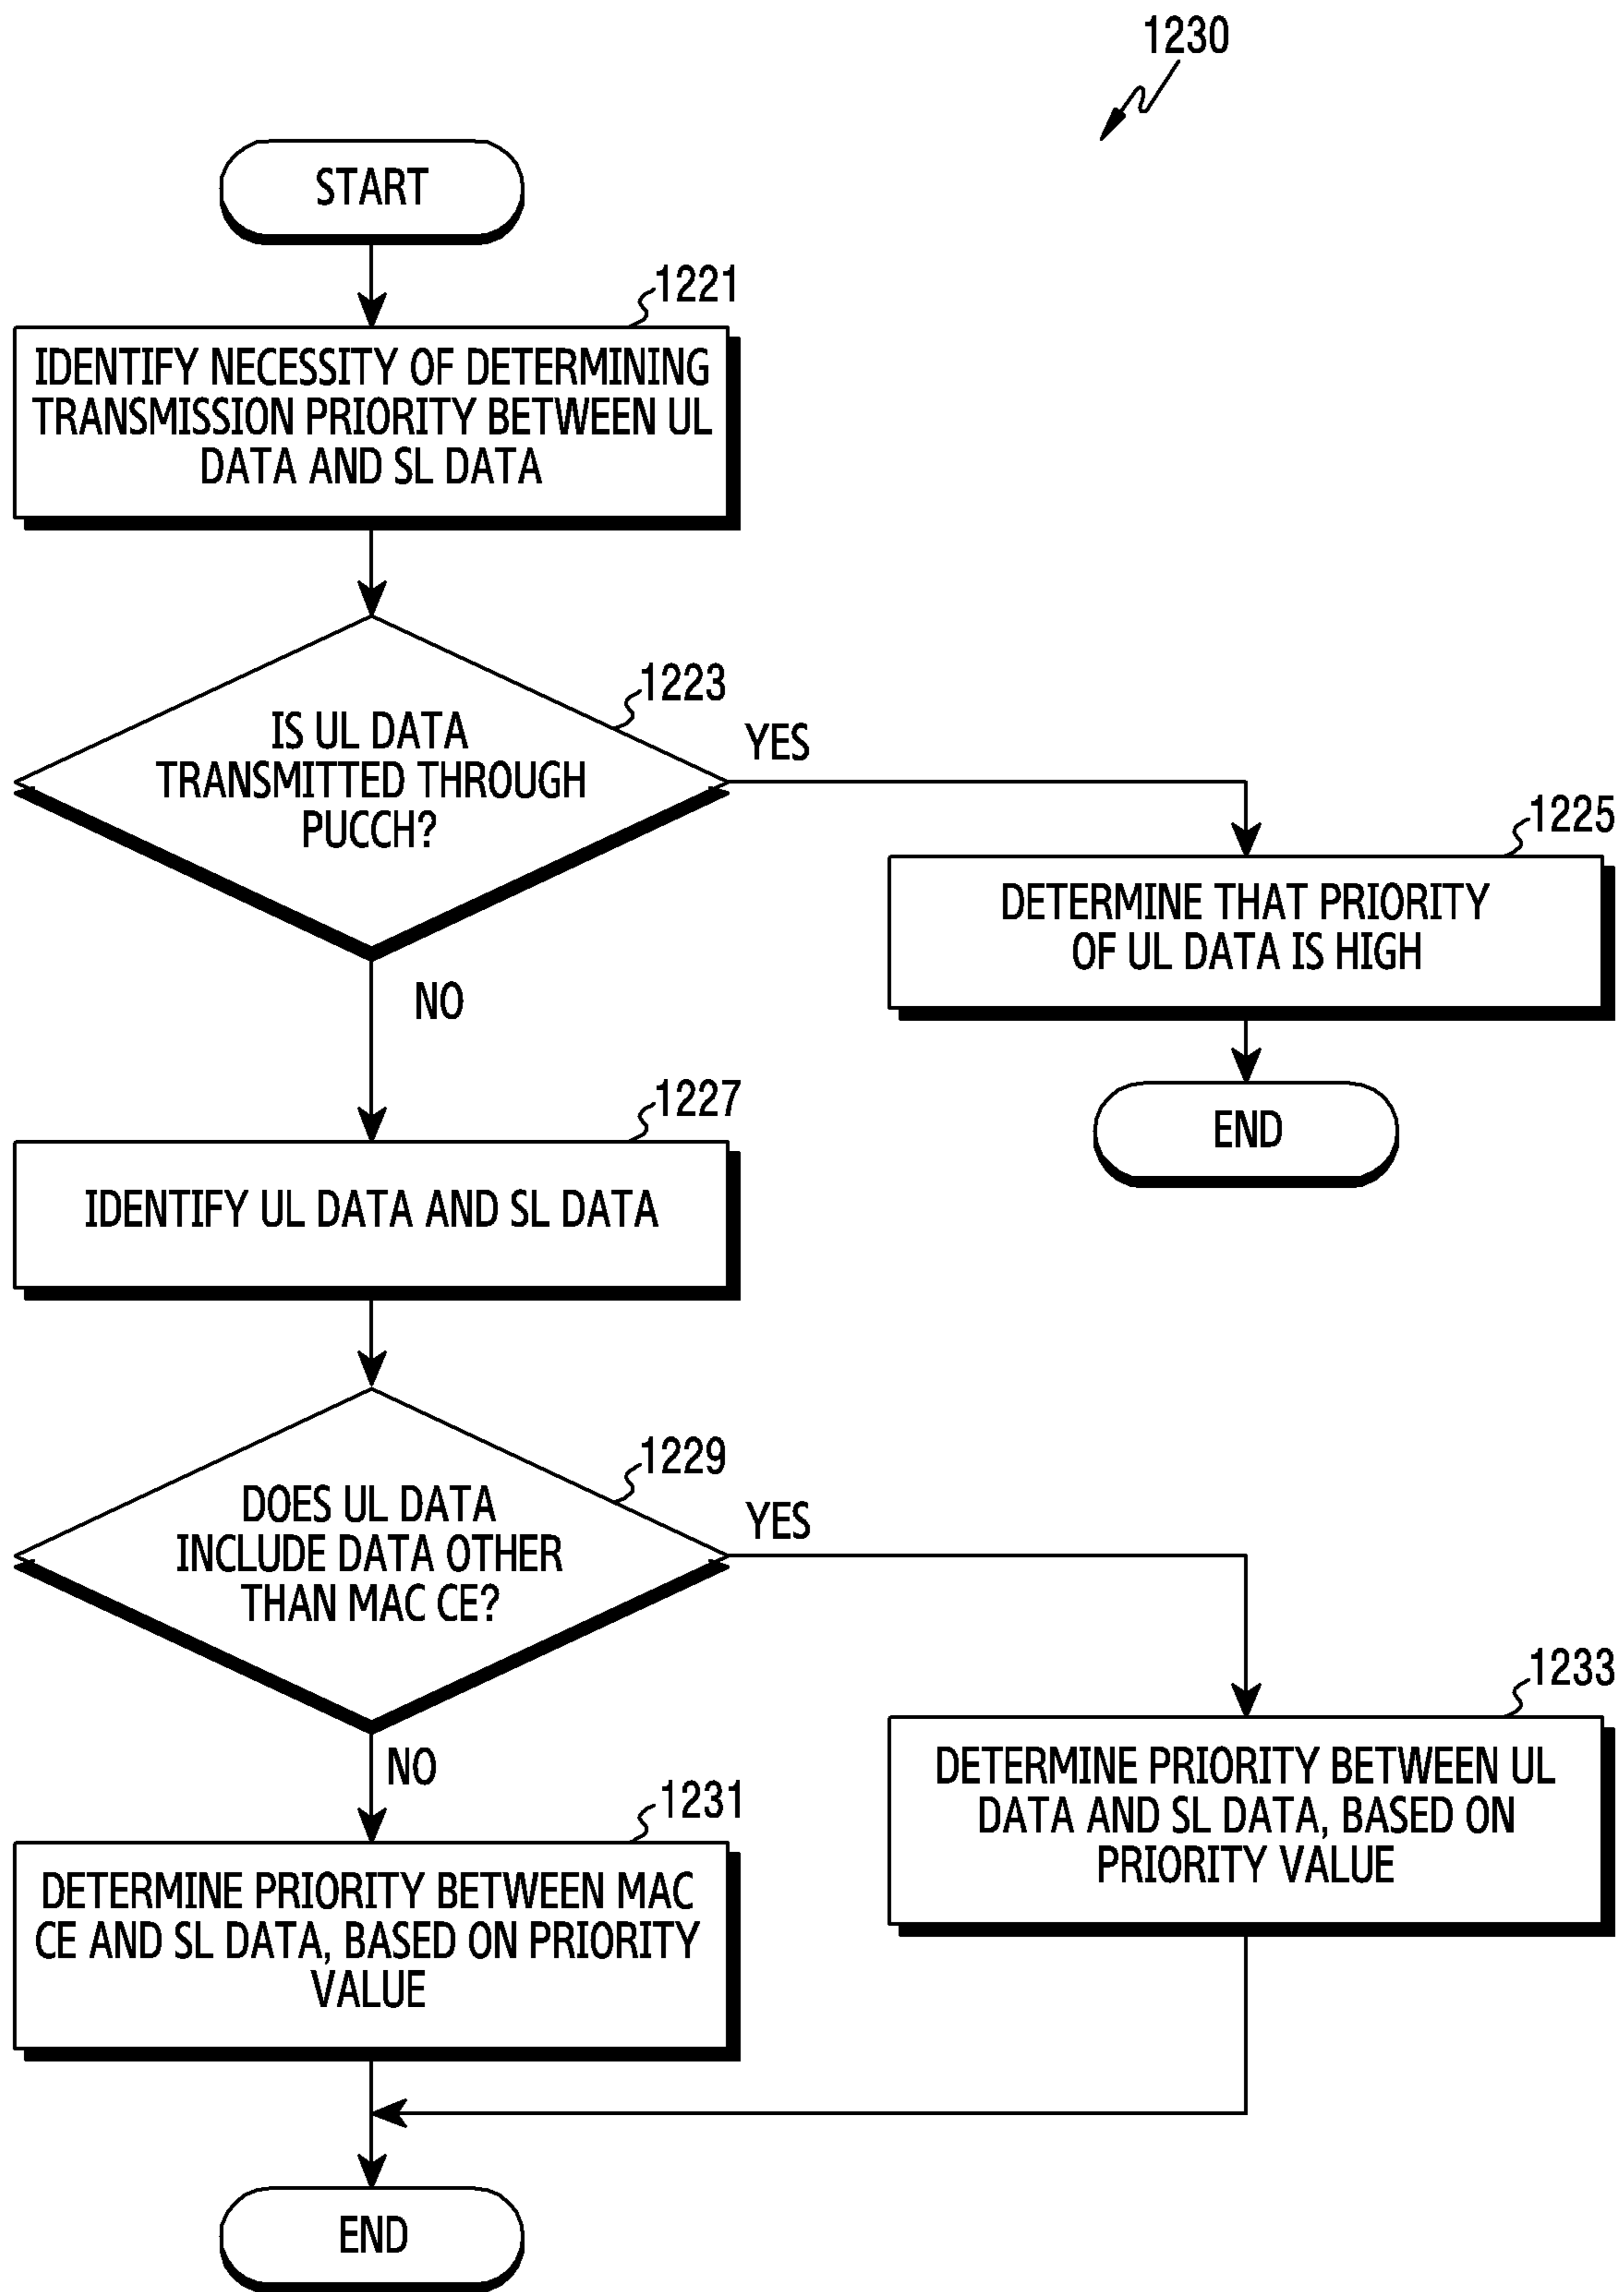 1230
START
1221
IDENTIFY NECESSITY OF DETERMINING
TRANSMISSION PRIORITY BETWEEN UL
DATA AND SL DATA
1223
IS UL DATA
TRANSMITTED THROUGH
PUCCH?
YES
1225
DETERMINE THAT PRIORITY
OF UL DATA IS HIGH
NO
END
1227
IDENTIFY UL DATA AND SL DATA
1229
DOES UL DATA
INCLUDE DATA OTHER
THAN MAC CE?
YES
1233
DETERMINE PRIORITY BETWEEN UL
DATA AND SL DATA, BASED ON
PRIORITY VALUE
NO
1231
DETERMINE PRIORITY BETWEEN MAC
CE AND SL DATA, BASED ON PRIORITY
VALUE
END